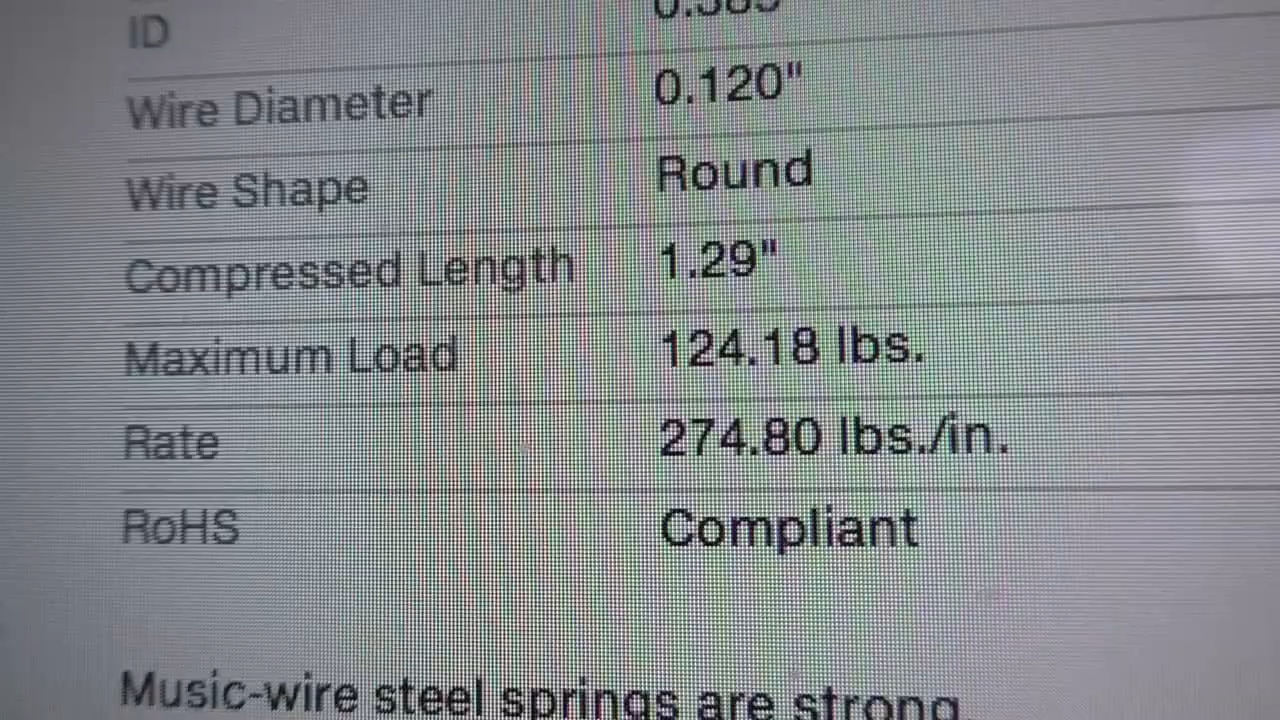 ID
Wire Diameter 0.120"
Wire Shape Round
Compressed Length 1.29"
Maximum Load 124.18 lbs.
Rate 274.80 lbs./in.
RoHS Compliant
Music-wire steel springs are strong